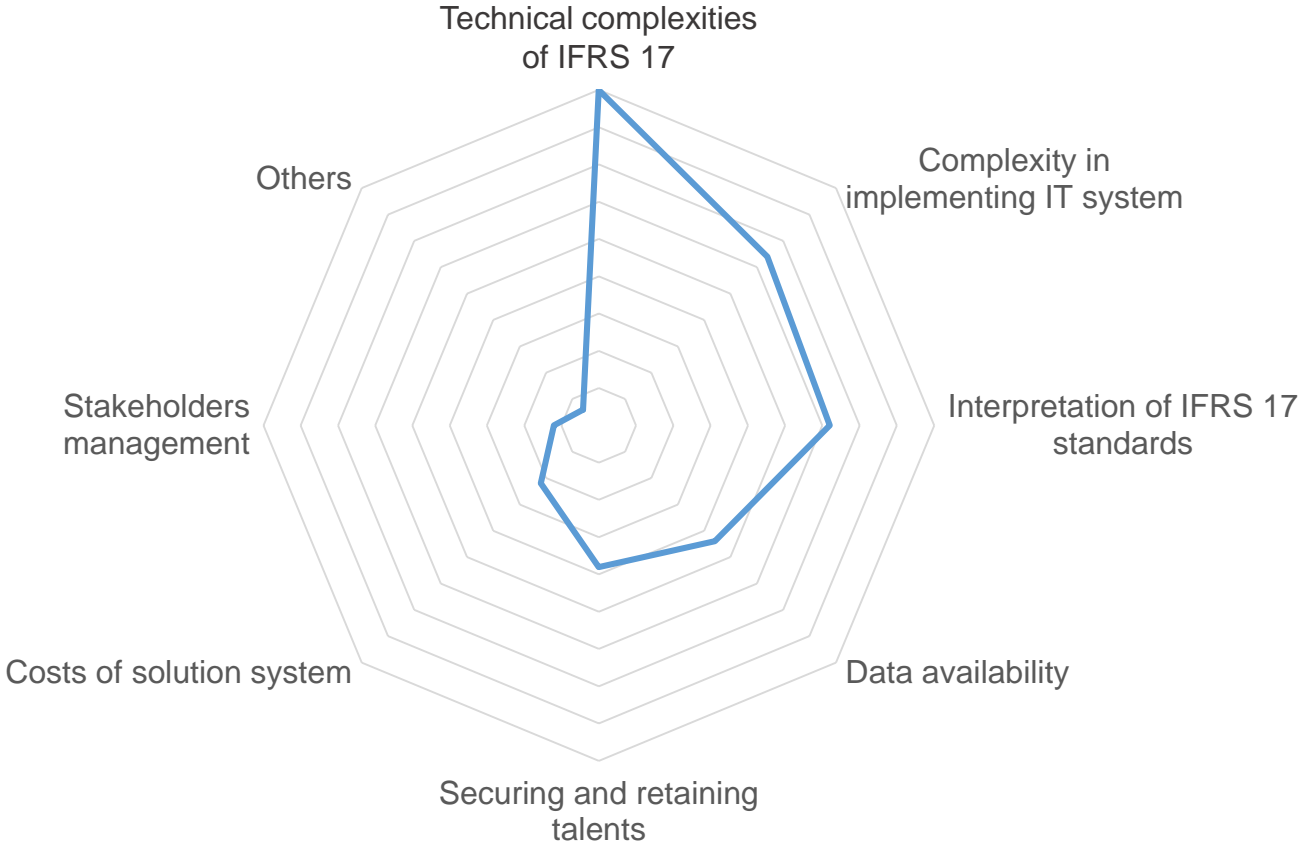 Technical complexities
of IFRS 17
Complexity in
implementing IT system
Others
Stakeholders
management
Interpretation of IFRS 17
standards
Costs of solution system
Data availability
Securing and retaining
talents